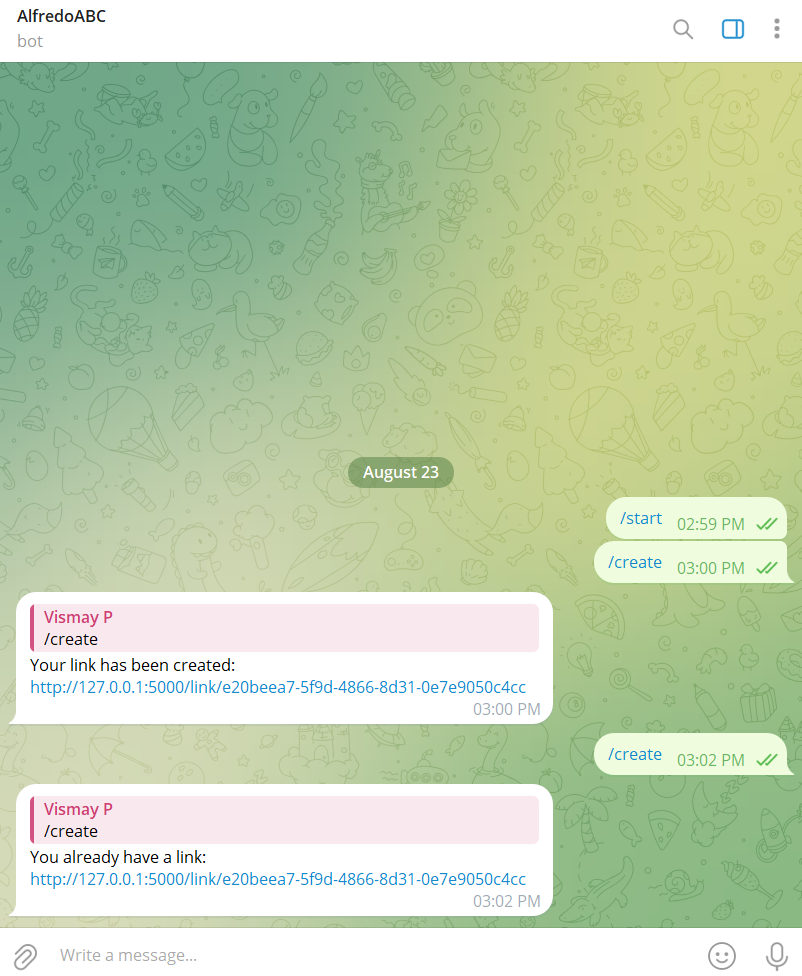 AlfredoABC
bot
August 23
/start 02:59 PM
/create 03:00 PM
Vismay P
/create
Your link has been created:
http://127.0.0.1:5000/link/e20beea7-5f9d-4866-8d31-0e7e9050c4cc
03:00 PM
/create 03:02 PM
Vismay P
/create
You already have a link:
http://127.0.0.1:5000/link/e20beea7-5f9d-4866-8d31-0e7e9050c4cc
03:02 PM
Write a message...